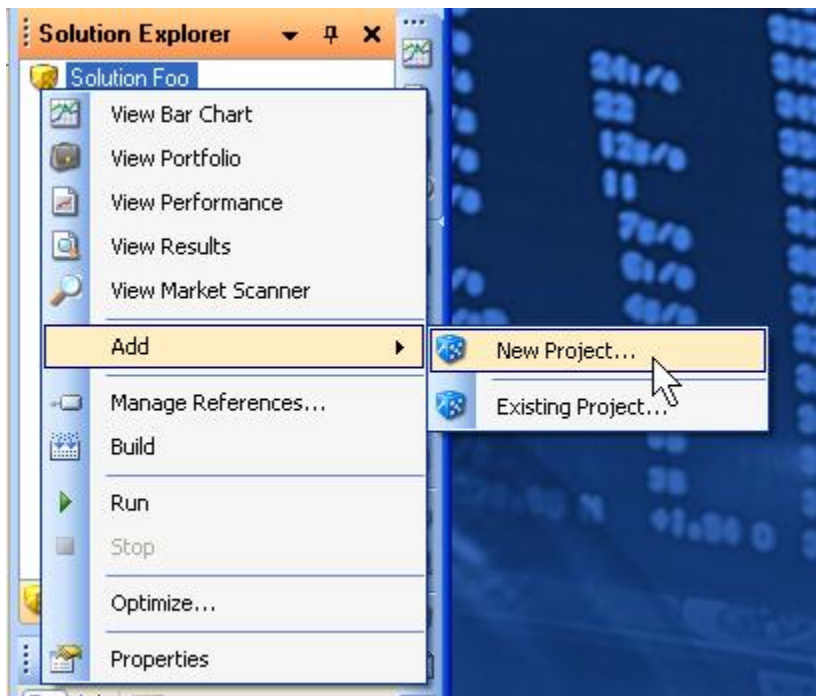 Solution Explorer
Solution Foo
View Bar Chart
View Portfolio
View Performance
View Results
View Market Scanner
Add
New Project...
Existing Project...
Manage References...
Build
Run
Stop
Optimize...
Properties